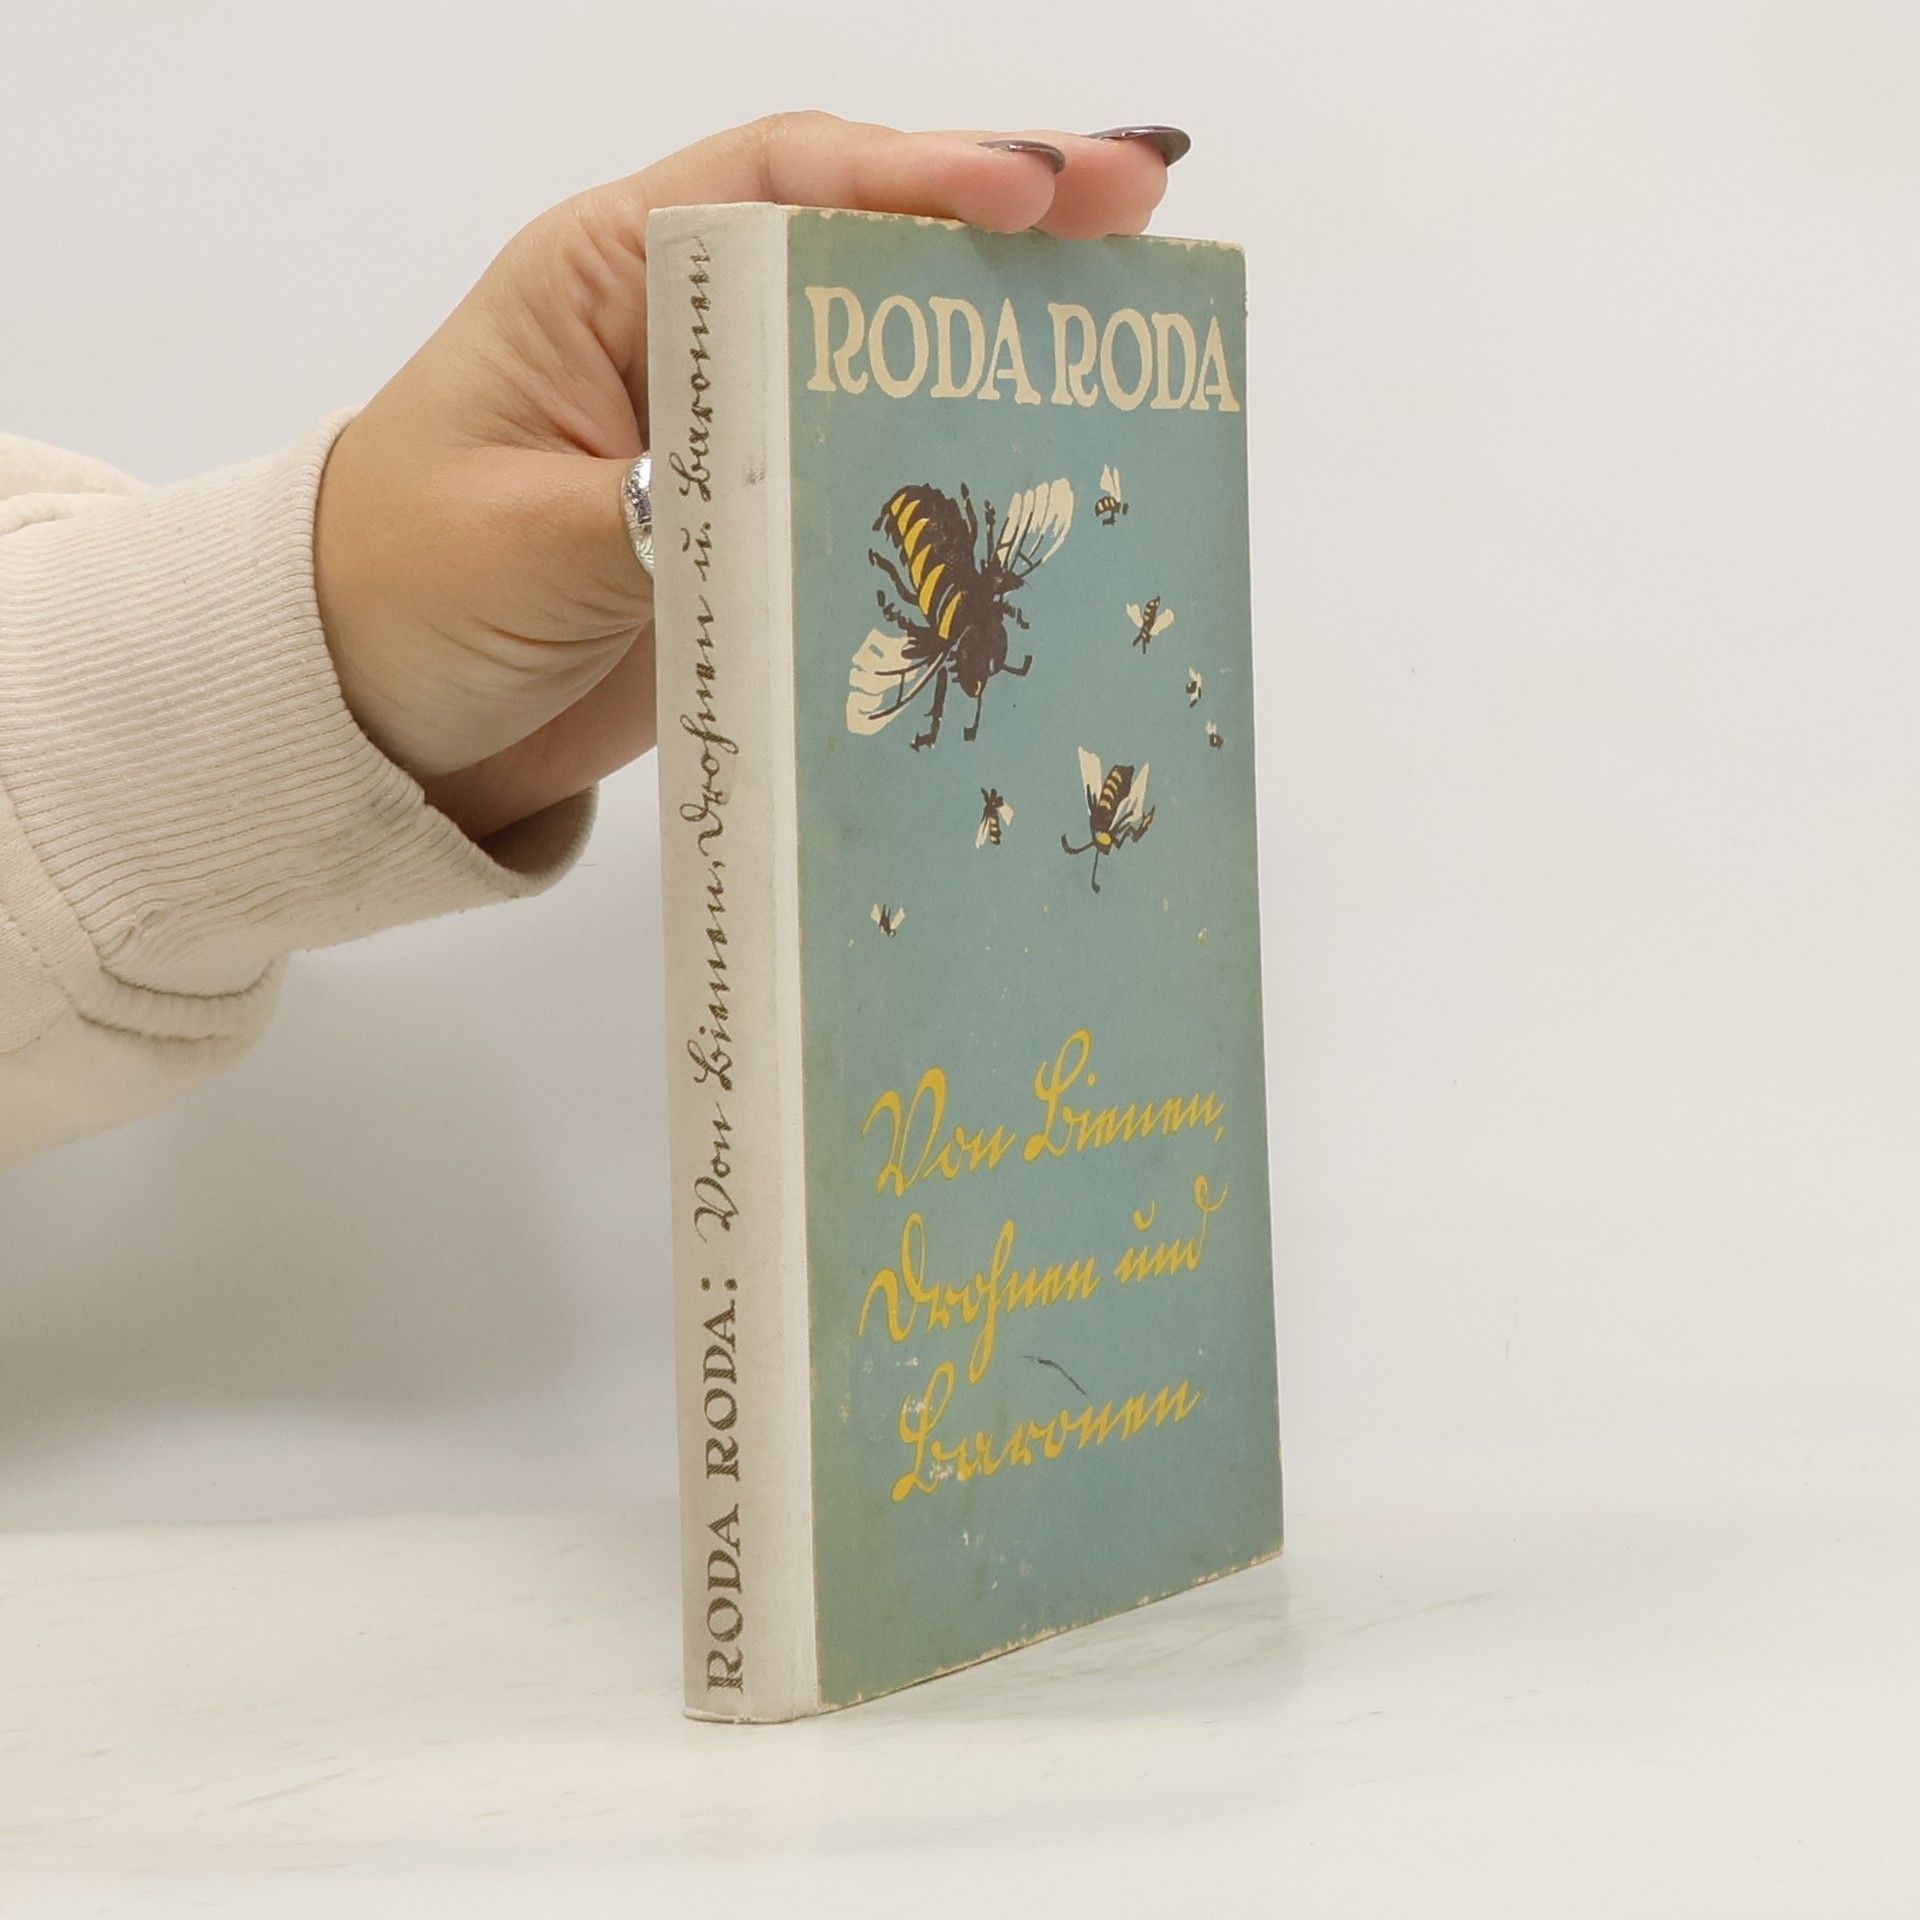 RODA RODA: Von Bienen, Drohnen u. Baronen
RODA RODA
Von Bienen,
Drohnen und
Baronen